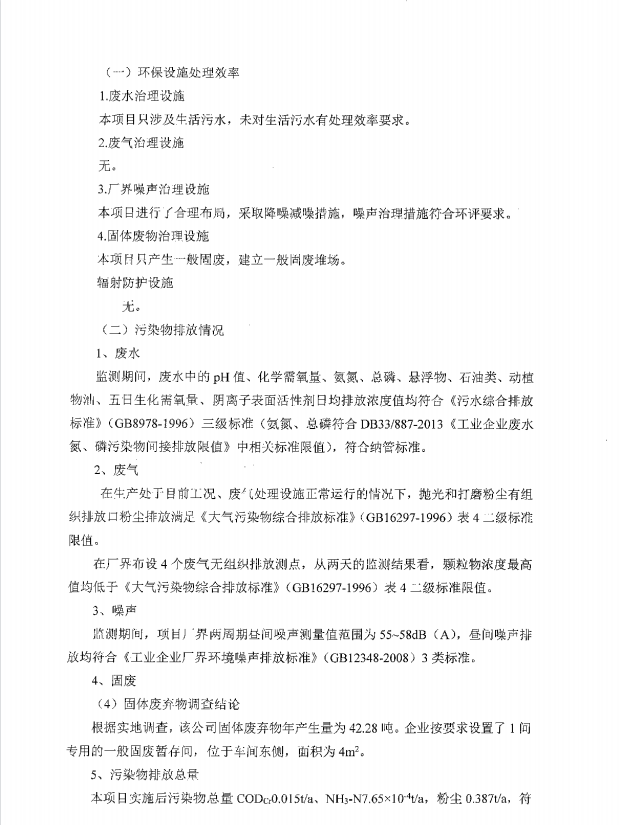 （一）环保设施处理效率
1.废水治理设施
本项目只涉及生活污水，未对生活污水有处理效率要求。
2.废气治理设施
无。
3.厂界噪声治理设施
本项目进行了合理布局，采取降噪减噪措施，噪声治理措施符合环评要求。
4.固体废物治理设施
本项目只产生一般固废，建立一般固废堆场。
辐射防护设施
无。
（二）污染物排放情况
1、废水
监测期间，废水中的 pH 值、化学需氧量、氨氮、总磷、悬浮物、石油类、动植
物油、五日生化需氧量、阴离子表面活性剂日均排放浓度值均符合《污水综合排放
标准》（GB8978-1996）三级标准（氨氮、总磷符合 DB33/887-2013《工业企业废水
氮、磷污染物间接排放限值》中相关标准限值），符合纳管标准。
2、废气
在生产处于目前工况、废气处理设施正常运行的情况下，抛光和打磨粉尘有组
织排放口粉尘排放满足《大气污染物综合排放标准》（GB16297-1996）表 4 二级标准
限值。
在厂界布设 4 个废气无组织排放测点，从两天的监测结果看，颗粒物浓度最高
值均低于《大气污染物综合排放标准》（GB16297-1996）表 4 二级标准限值。
3、噪声
监测期间，项目厂界两周期昼间噪声测量值范围为 55~58dB（A），昼间噪声排
放均符合《工业企业厂界环境噪声排放标准》（GB12348-2008）3 类标准。
4、固废
（4）固体废弃物调查结论
根据实地调查，该公司固体废弃物年产生量为 42.28 吨。企业按要求设置了 1 间
专用的一般固废暂存间，位于车间东侧，面积为 4m²。
5、污染物排放总量
本项目实施后污染物总量 CODCr0.015t/a、NH₃-N7.65×10⁻⁴t/a，粉尘 0.387t/a，符